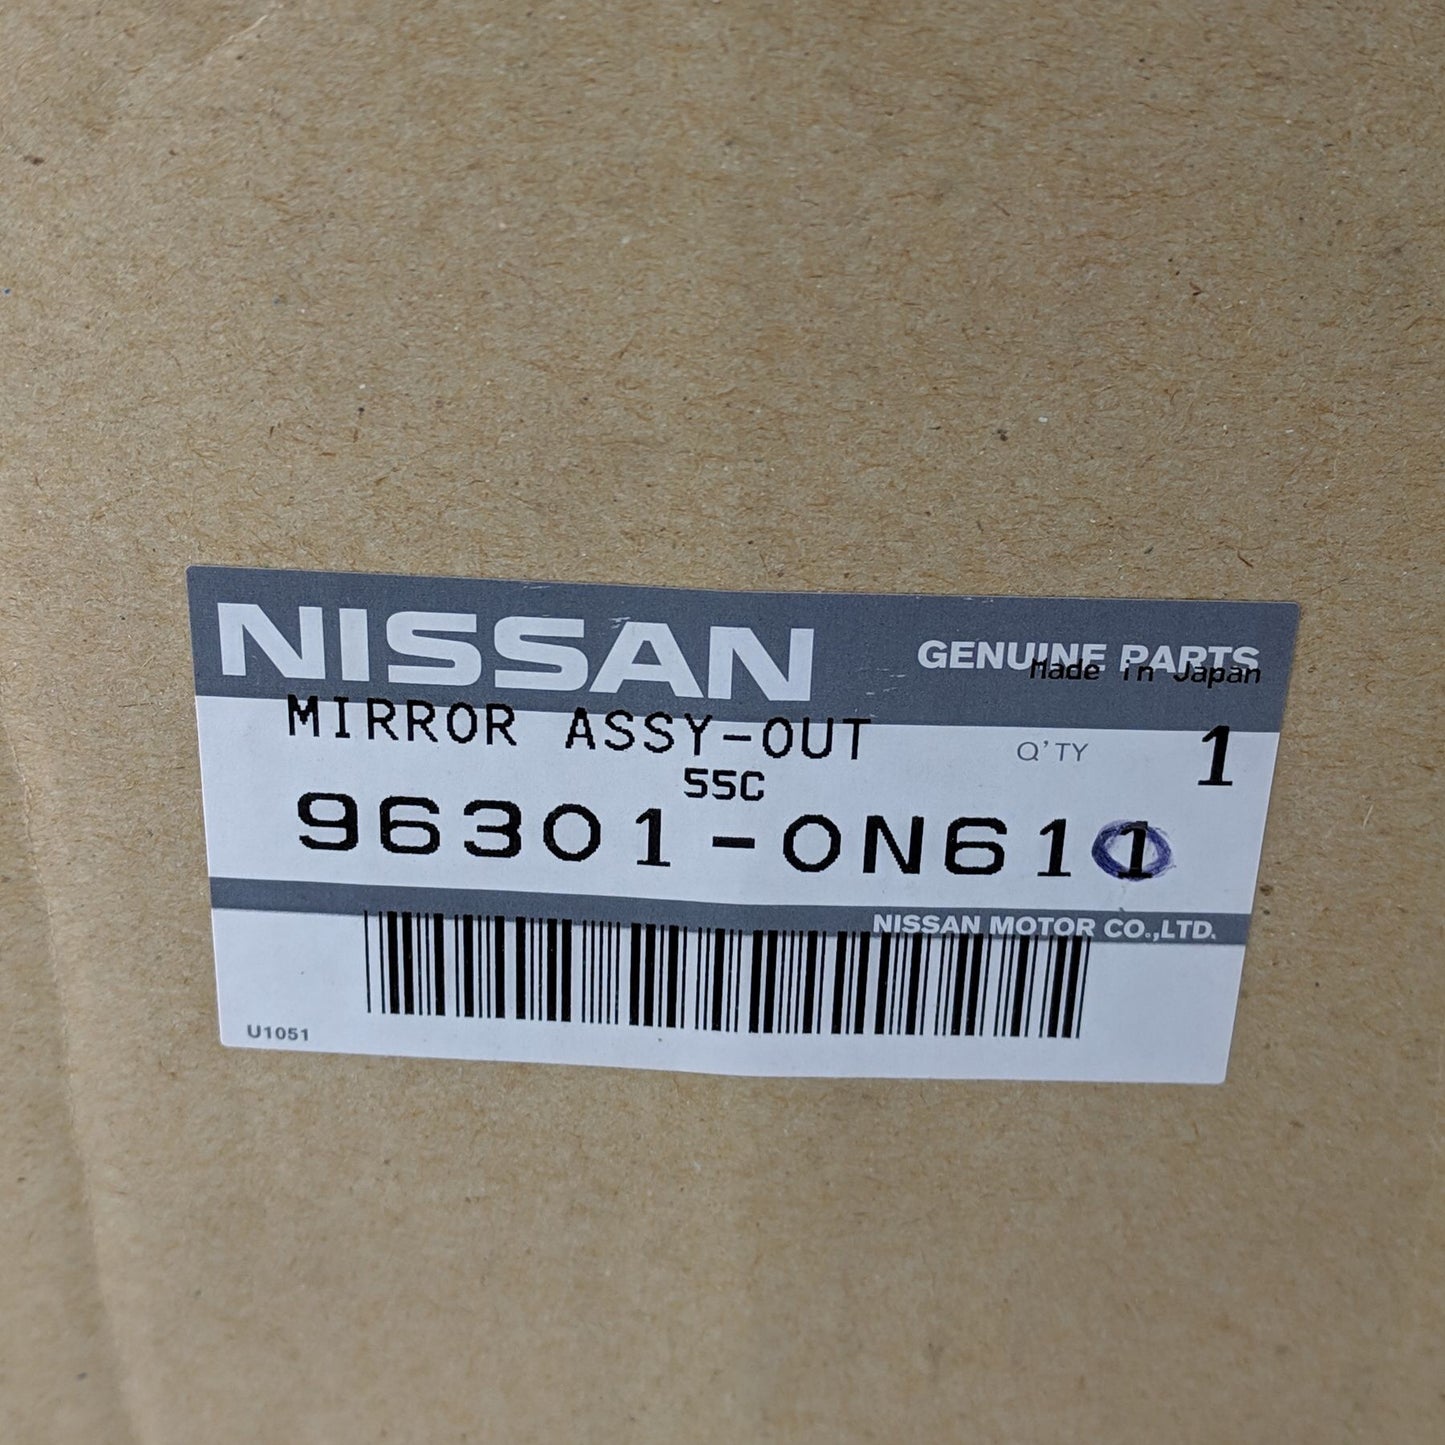 NISSAN
GENUINE PARTS
Made in Japan
MIRROR ASSY-OUT
Q'TY 1
55C
96301-0N611
NISSAN MOTOR CO.,LTD.
U1051